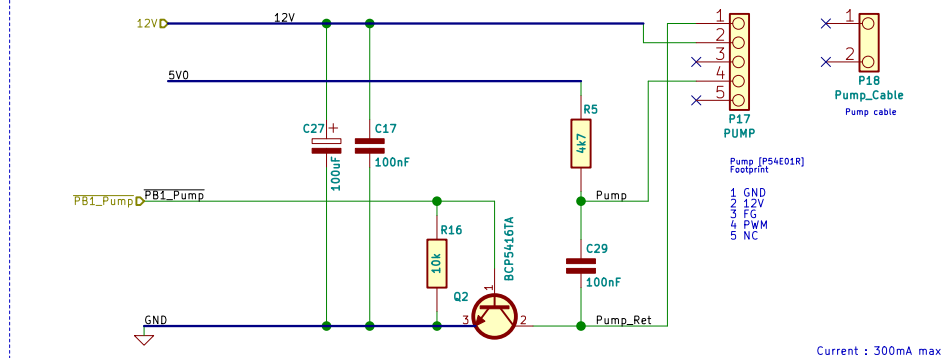 12V
12V
1
2
3
4
5
P17
PUMP
1
2
P18
Pump_Cable
Pump cable
5V0
R5
4k7
C27
100uF
C17
100nF
Pump [P54E01R]
Footprint
1 GND
2 12V
3 FG
4 PWM
5 NC
PB1_Pump
PB1_Pump
Pump
R16
10k
BCP5416TA
C29
100nF
Q2
1
3
2
GND
Pump_Ret
Current : 300mA max